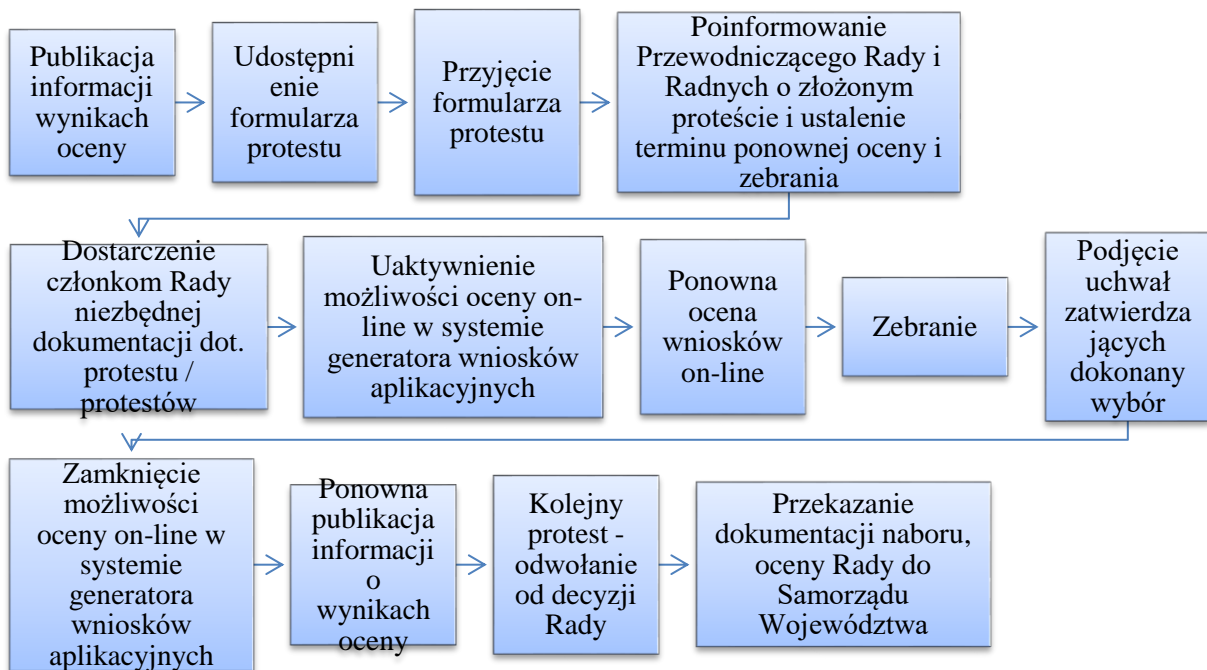 Publikacja
informacji
wynikach
oceny
Udostępni
enie
formularza
protestu
Przyjęcie
formularza
protestu
Poinformowanie
Przewodniczącego Rady i
Radnych o złożonym
proteście i ustalenie
terminu ponownej oceny i
zebrania
Dostarczenie
członkom Rady
niezbędnej
dokumentacji dot.
protestu /
protestów
Uaktywnienie
możliwości oceny on-
line w systemie
generatora wniosków
aplikacyjnych
Ponowna
ocena
wniosków
on-line
Zebranie
Podjęcie
uchwał
zatwierdza
jących
dokonany
wybór
Zamknięcie
możliwości
oceny on-line w
systemie
generatora
wniosków
aplikacyjnych
Ponowna
publikacja
informacji
o
wynikach
oceny
Kolejny
protest -
odwołanie
od decyzji
Rady
Przekazanie
dokumentacji naboru,
oceny Rady do
Samorządu
Województwa